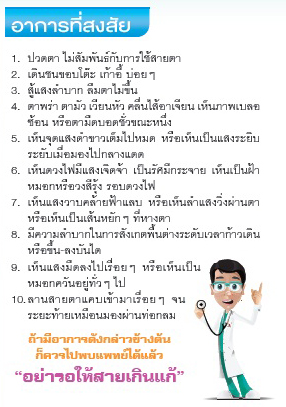 อาการที่สงสัย
1. ปวดตา ไม่สัมพันธ์กับการใช้สายตา
2. เดินชนขอบโต๊ะ เก้าอี้ บ่อยๆ
3. สู้แสงลำบาก ลืมตาไม่ขึ้น
4. ตาพร่า ตามัว เวียนหัว คลื่นไส้อาเจียน เห็นภาพเบลอ
ซ้อน หรือตามืดบอดชั่วขณะหนึ่ง
5. เห็นจุดแสงดำขาวเต็มไปหมด หรือเห็นเป็นแสงระยิบ
ระยับเมื่อมองไปกลางแดด
6. เห็นดวงไฟมีแสงเจิดจ้า เป็นรัศมีกระจาย เห็นเป็นฝ้า
หมอกหรือวงสีรุ้ง รอบดวงไฟ
7. เห็นแสงวาบคล้ายฟ้าแลบ หรือเห็นลำแสงวิ่งผ่านตา
หรือเห็นเป็นเส้นหยักๆ ที่หางตา
8. มีความลำบากในการสังเกตพื้นต่างระดับเวลาก้าวเดิน
หรือขึ้น-ลงบันได
9. เห็นแสงมืดลงไปเรื่อยๆ หรือเห็นเป็น
หมอกควันอยู่ทั่วๆ ไป
10. ลานสายตาแคบเข้ามาเรื่อยๆ จน
ระยะท้ายเหมือนมองผ่านท่อกลม
ถ้ามีอาการดังกล่าวข้างต้น
ก็ควรไปพบแพทย์ได้แล้ว
“อย่ารอให้สายเกินแก้”